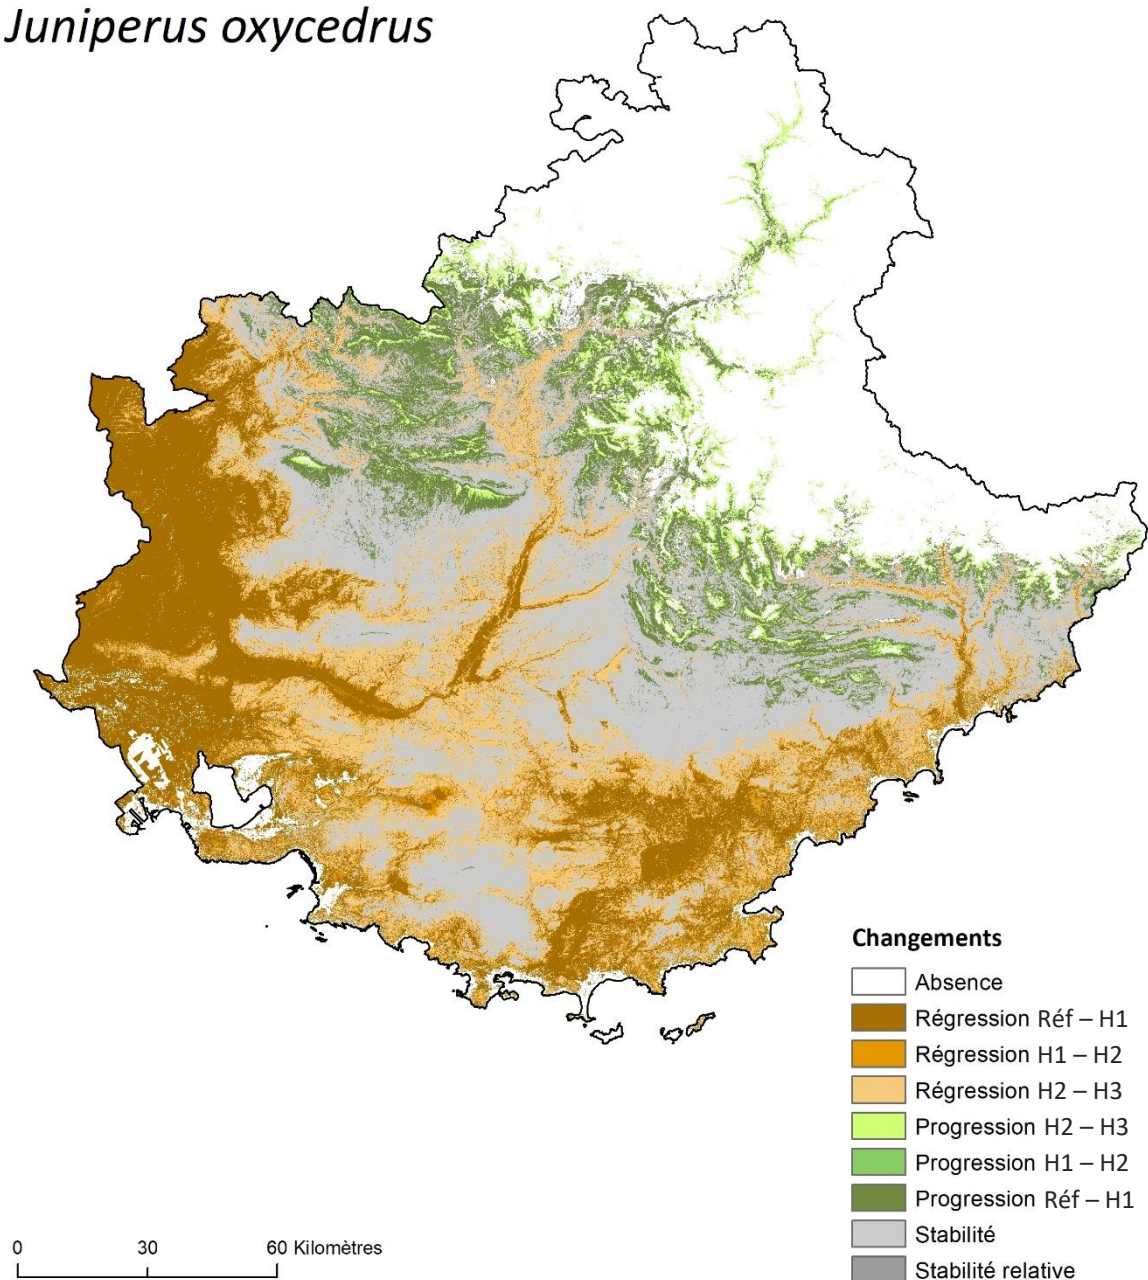 Juniperus oxycedrus
Changements
Absence
Régression Réf – H1
Régression H1 – H2
Régression H2 – H3
Progression H2 – H3
Progression H1 – H2
Progression Réf – H1
Stabilité
Stabilité relative
0 30 60 Kilomètres